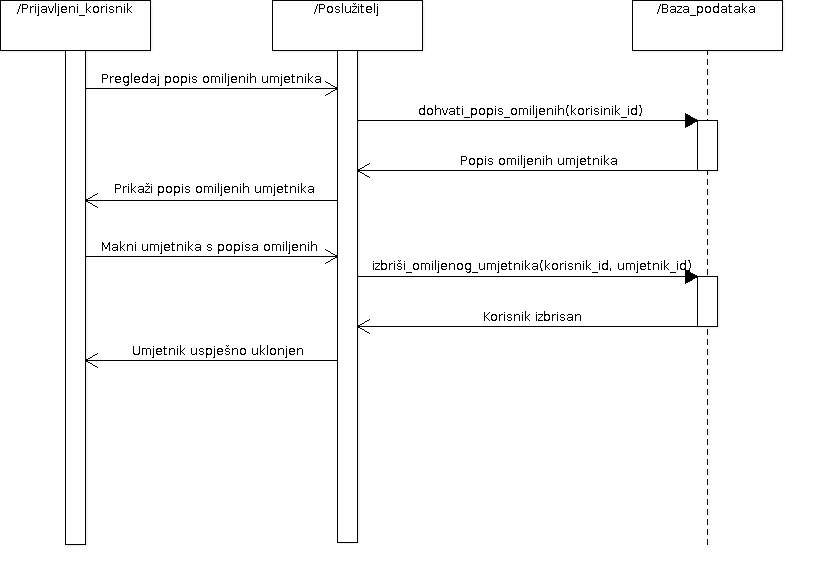 /Prijavljeni_korisnik
/Poslužitelj
/Baza_podataka
Pregledaj popis omiljenih umjetnika
dohvati_popis_omiljenih(korisinik_id)
Popis omiljenih umjetnika
Prikaži popis omiljenih umjetnika
Makni umjetnika s popisa omiljenih
izbriši_omiljenog_umjetnika(korisnik_id, umjetnik_id)
Korisnik izbrisan
Umjetnik uspješno uklonjen